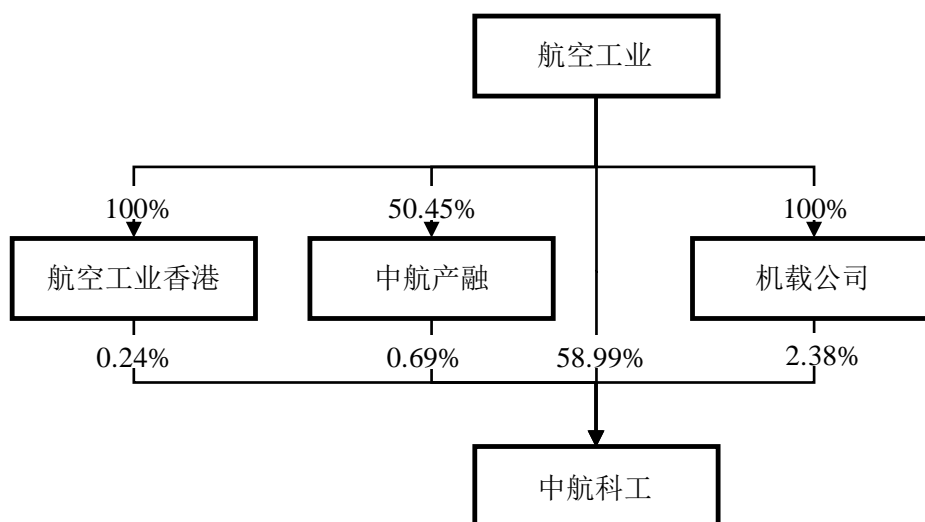 航空工业
100%
50.45%
100%
航空工业香港
中航产融
机载公司
0.24%
0.69%
58.99%
2.38%
中航科工